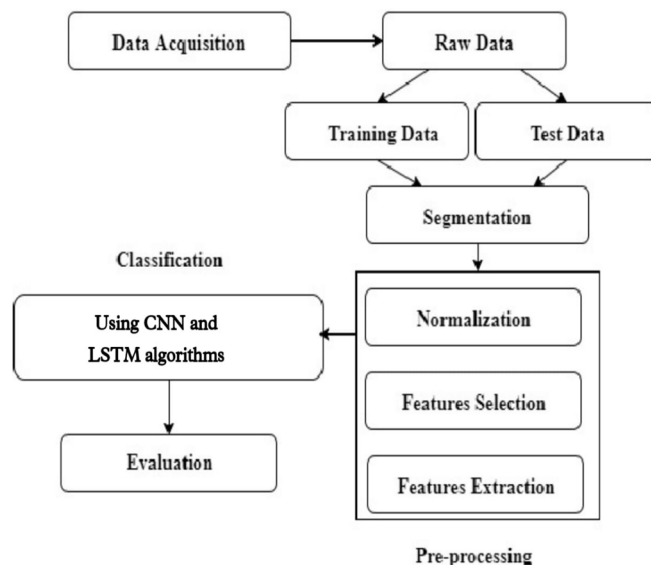 Data Acquisition
Raw Data
Training Data
Test Data
Segmentation
Classification
Using CNN and
LSTM algorithms
Normalization
Features Selection
Evaluation
Features Extraction
Pre-processing